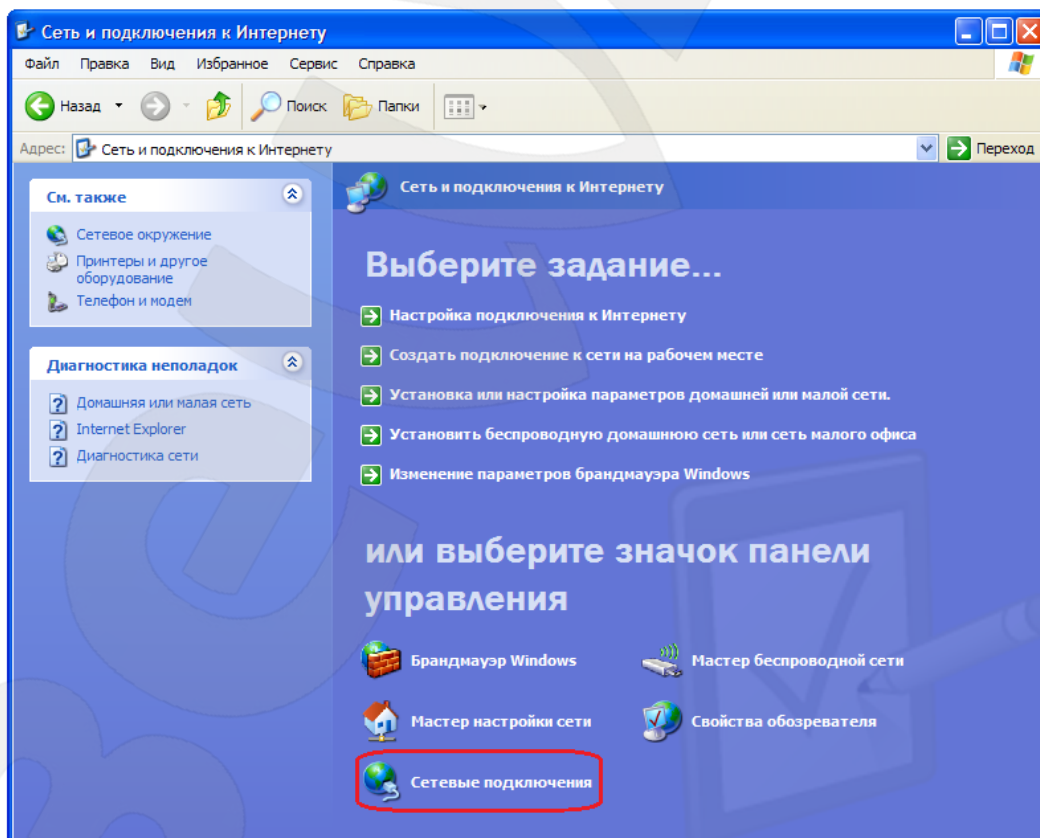 Сеть и подключения к Интернету
Файл Правка Вид Избранное Сервис Справка
Назад Поиск Папки
Адрес: Сеть и подключения к Интернету Переход
См. также
Сетевое окружение
Принтеры и другое
оборудование
Телефон и модем
Диагностика неполадок
Домашняя или малая сеть
Internet Explorer
Диагностика сети
Сеть и подключения к Интернету
Выберите задание...
Настройка подключения к Интернету
Создать подключение к сети на рабочем месте
Установка или настройка параметров домашней или малой сети.
Установить беспроводную домашнюю сеть или сеть малого офиса
Изменение параметров брандмауэра Windows
или выберите значок панели
управления
Брандмауэр Windows Мастер беспроводной сети
Мастер настройки сети Свойства обозревателя
Сетевые подключения